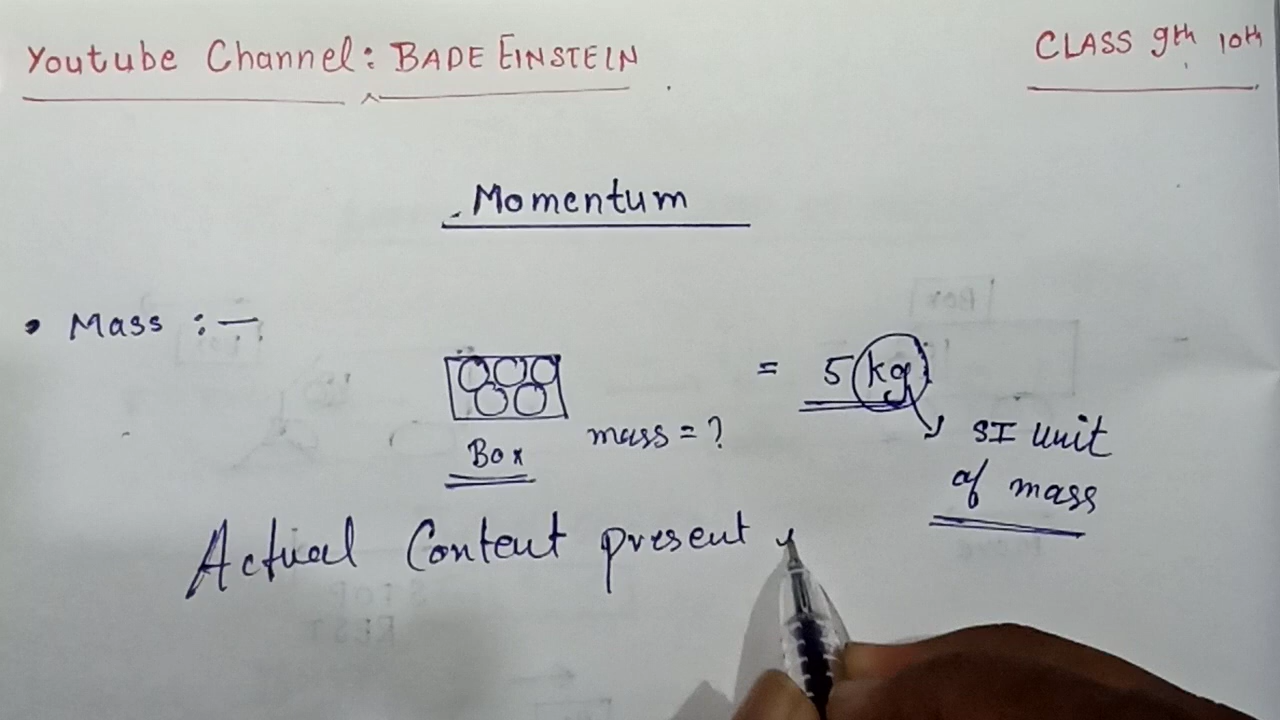 Youtube Channel: BADE EINSTEIN
CLASS 9th 10th
Momentum
• Mass :-
= 5 kg
mass = ?
Box
SI Unit
of mass
Actual Content present